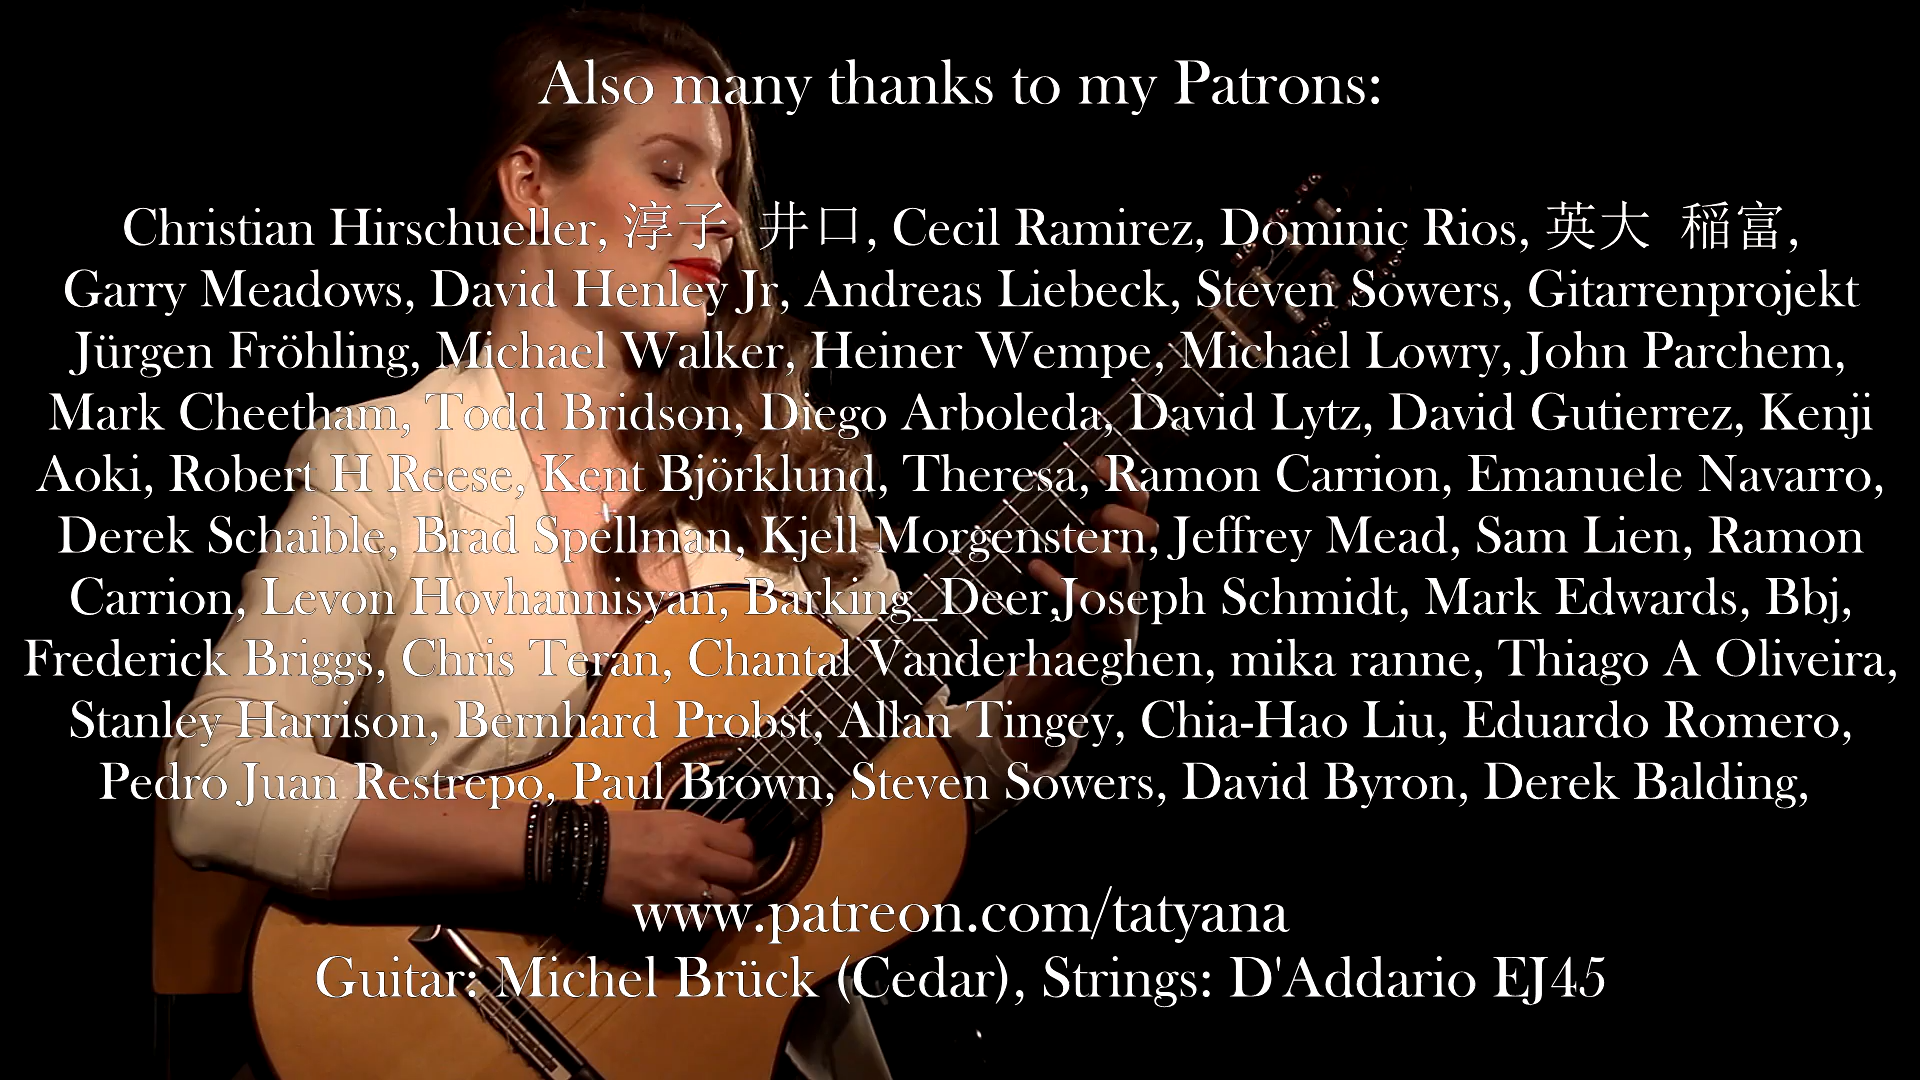 Also many thanks to my Patrons:
Christian Hirschueller, 淳子 井口, Cecil Ramirez, Dominic Rios, 英大 稲富,
Garry Meadows, David Henley Jr, Andreas Liebeck, Steven Sowers, Gitarrenprojekt
Jürgen Fröhling, Michael Walker, Heiner Wempe, Michael Lowry, John Parchem,
Mark Cheetham, Todd Bridson, Diego Arboleda, David Lytz, David Gutierrez, Kenji
Aoki, Robert H Reese, Kent Björklund, Theresa, Ramon Carrion, Emanuele Navarro,
Derek Schaible, Brad Spellman, Kjell Morgenstern, Jeffrey Mead, Sam Lien, Ramon
Carrion, Levon Hovhannisyan, Barking_Deer,Joseph Schmidt, Mark Edwards, Bbj,
Frederick Briggs, Chris Teran, Chantal Vanderhaeghen, mika ranne, Thiago A Oliveira,
Stanley Harrison, Bernhard Probst, Allan Tingey, Chia-Hao Liu, Eduardo Romero,
Pedro Juan Restrepo, Paul Brown, Steven Sowers, David Byron, Derek Balding,
www.patreon.com/tatyana
Guitar: Michel Brück (Cedar), Strings: D'Addario EJ45